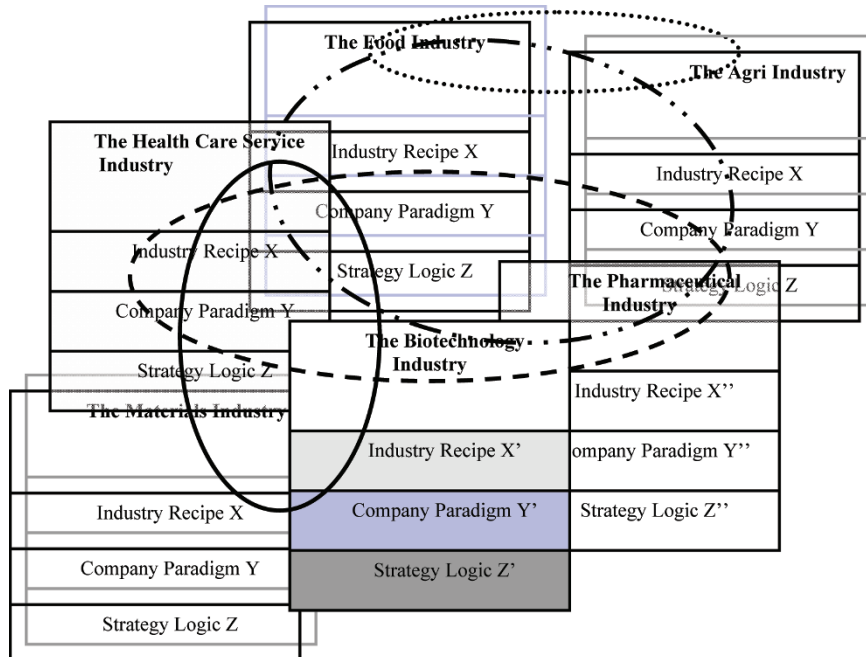 The Food Industry
Industry Recipe X
Company Paradigm Y
Strategy Logic Z
The Agri Industry
Industry Recipe X
Company Paradigm Y
Strategy Logic Z
The Health Care Service
Industry
Industry Recipe X
Company Paradigm Y
Strategy Logic Z
The Pharmaceutical
Industry
Industry Recipe X’’
ompany Paradigm Y’’
Strategy Logic Z’’
The Biotechnology
Industry
Industry Recipe X’
Company Paradigm Y’
Strategy Logic Z’
The Materials Industry
Industry Recipe X
Company Paradigm Y
Strategy Logic Z